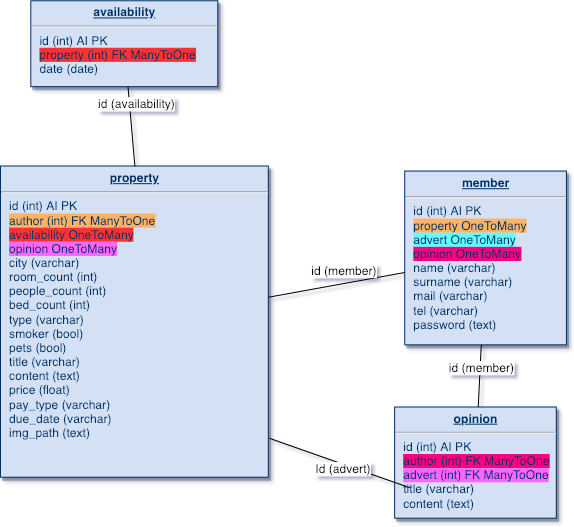 availability
id (int) AI PK
property (int) FK ManyToOne
date (date)
id (availability)
property
id (int) AI PK
author (int) FK ManyToOne
availability OneToMany
opinion OneToMany
city (varchar)
room_count (int)
people_count (int)
bed_count (int)
type (varchar)
smoker (bool)
pets (bool)
title (varchar)
content (text)
price (float)
pay_type (varchar)
due_date (varchar)
img_path (text)
id (member)
member
id (int) AI PK
property OneToMany
advert OneToMany
opinion OneToMany
name (varchar)
surname (varchar)
mail (varchar)
tel (varchar)
password (text)
id (member)
Id (advert)
opinion
id (int) AI PK
author (int) FK ManyToOne
advert (int) FK ManyToOne
title (varchar)
content (text)